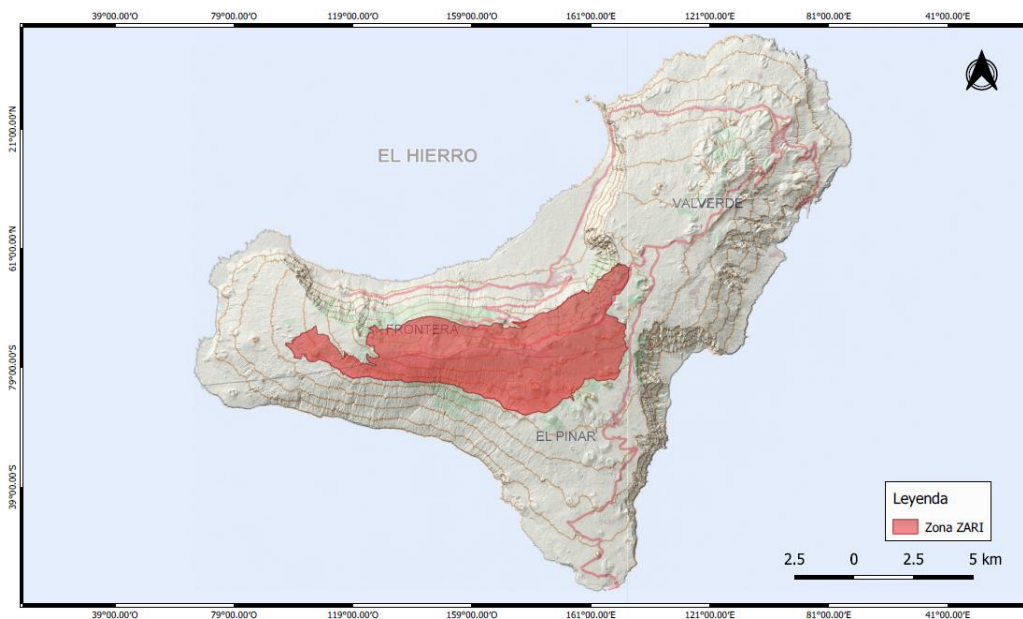 39°00.00'E 79°00.00'E 119°00.00'E 159°00.00'E 161°00.00'E 121°00.00'E 81°00.00'E 41°00.00'E
21°00.00'N
EL HIERRO
VALVERDE
61°00.00'N
FRONTERA
79°00.00'S
EL PINAR
39°00.00'S
Leyenda
Zona ZARI
2.5 0 2.5 5 km
39°00.00'E 79°00.00'E 119°00.00'E 159°00.00'E 161°00.00'E 121°00.00'E 81°00.00'E 41°00.00'E